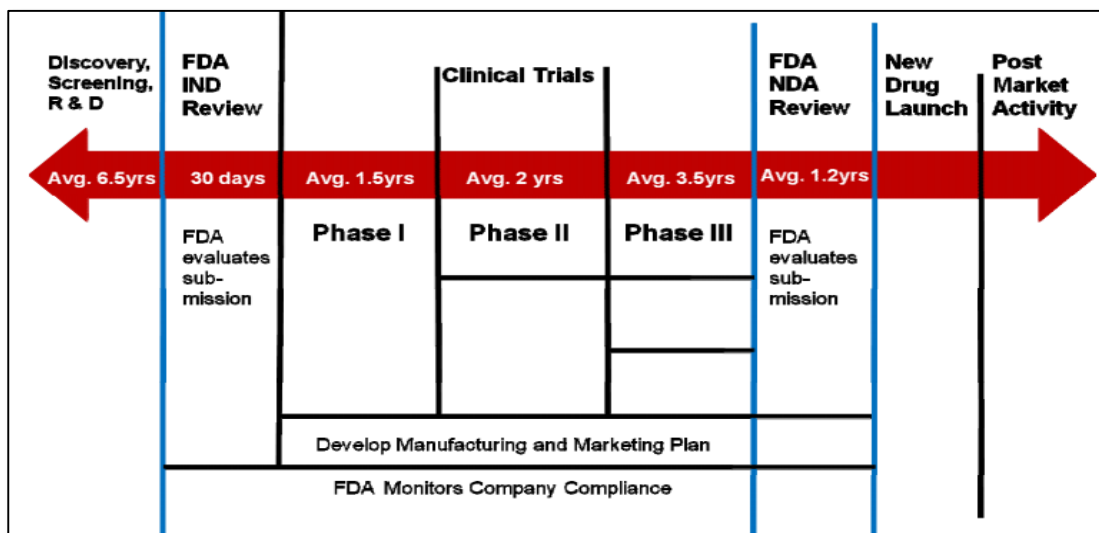 Discovery,
Screening,
R & D
FDA
IND
Review
Clinical Trials
FDA
NDA
Review
New
Drug
Launch
Post
Market
Activity
Avg. 6.5yrs
30 days
Avg. 1.5yrs
Avg. 2 yrs
Avg. 3.5yrs
Avg. 1.2yrs
FDA
evaluates
sub-
mission
Phase I
Phase II
Phase III
FDA
evaluates
sub-
mission
Develop Manufacturing and Marketing Plan
FDA Monitors Company Compliance